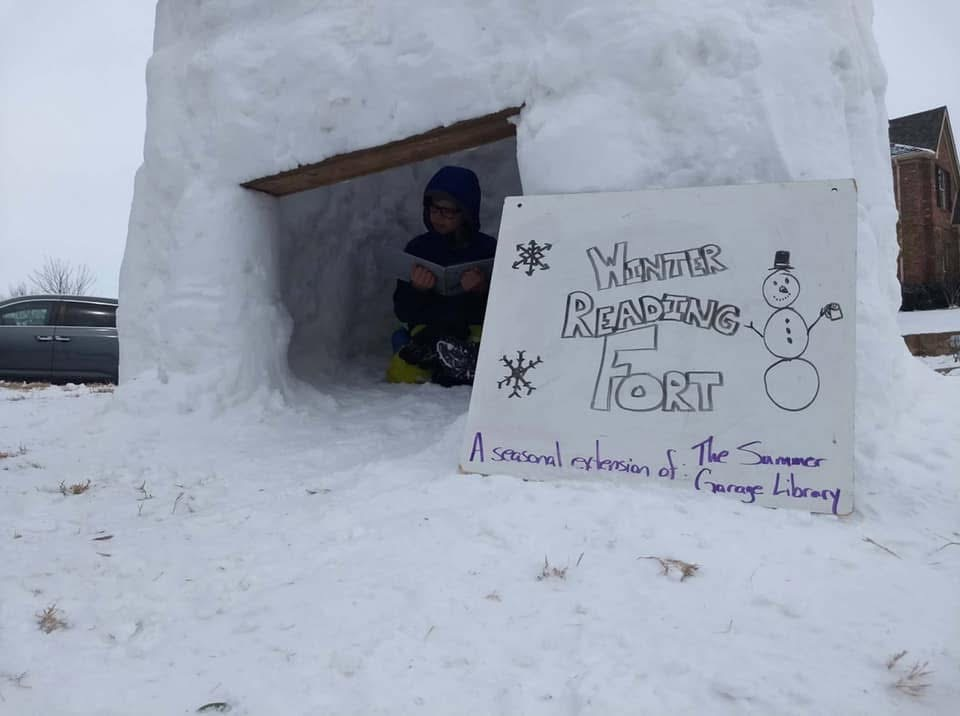 WINTER
READING
FORT
A seasonal extension of: The Summer
Garage Library